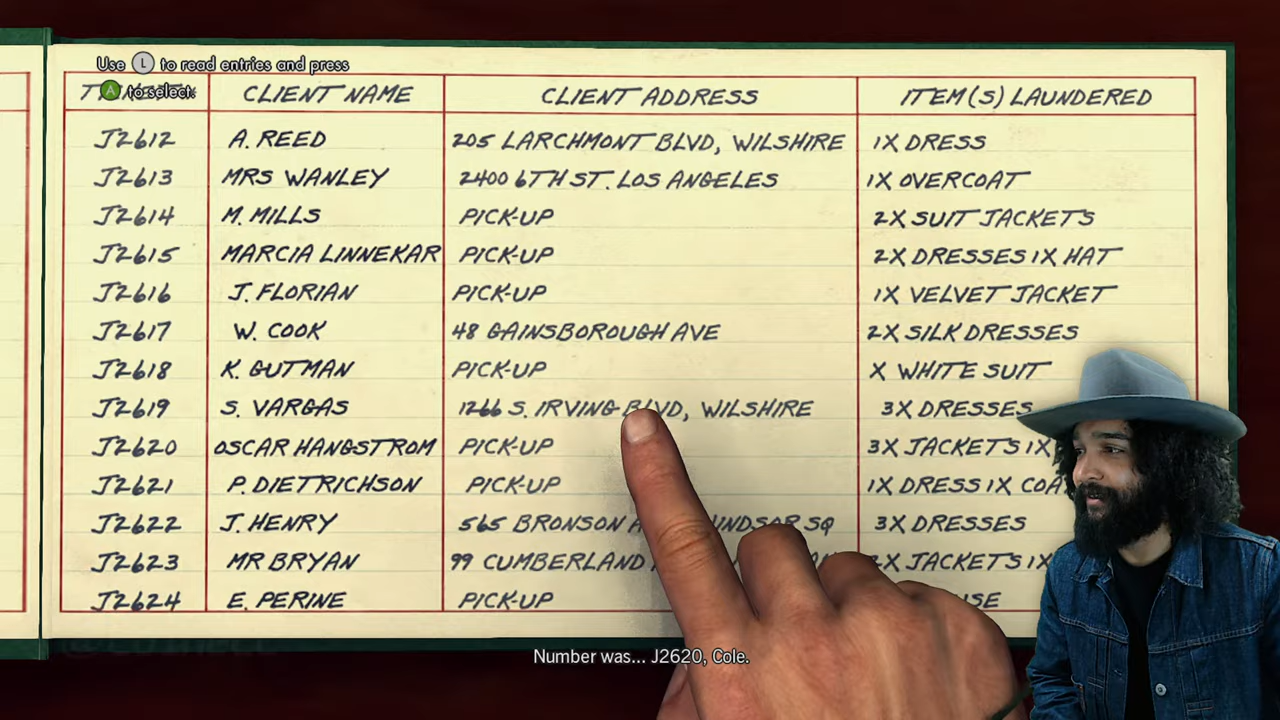 Use L to read entries and press
A to select.
CLIENT NAME CLIENT ADDRESS ITEM(S) LAUNDERED
J2612 A. REED 205 LARCHMONT BLVD, WILSHIRE 1X DRESS
J2613 MRS WANLEY 2400 6TH ST. LOS ANGELES 1X OVERCOAT
J2614 M. MILLS PICK-UP 2X SUIT JACKETS
J2615 MARCIA LINNEKAR PICK-UP 2X DRESSES 1X HAT
J2616 J. FLORIAN PICK-UP 1X VELVET JACKET
J2617 W. COOK 48 GAINSBOROUGH AVE 2X SILK DRESSES
J2618 K. GUTMAN PICK-UP X WHITE SUIT
J2619 S. VARGAS 1266 S. IRVING BLVD, WILSHIRE 3X DRESSES
J2620 OSCAR HANGSTROM PICK-UP 3X JACKETS 1X
J2621 P. DIETRICHSON PICK-UP 1X DRESS 1X COAT
J2622 J. HENRY 565 BRONSON SQ 3X DRESSES
J2623 MR BRYAN 99 CUMBERLAND JACKETS 1X
J2624 E. PERINE PICK-UP
Number was... J2620, Cole.